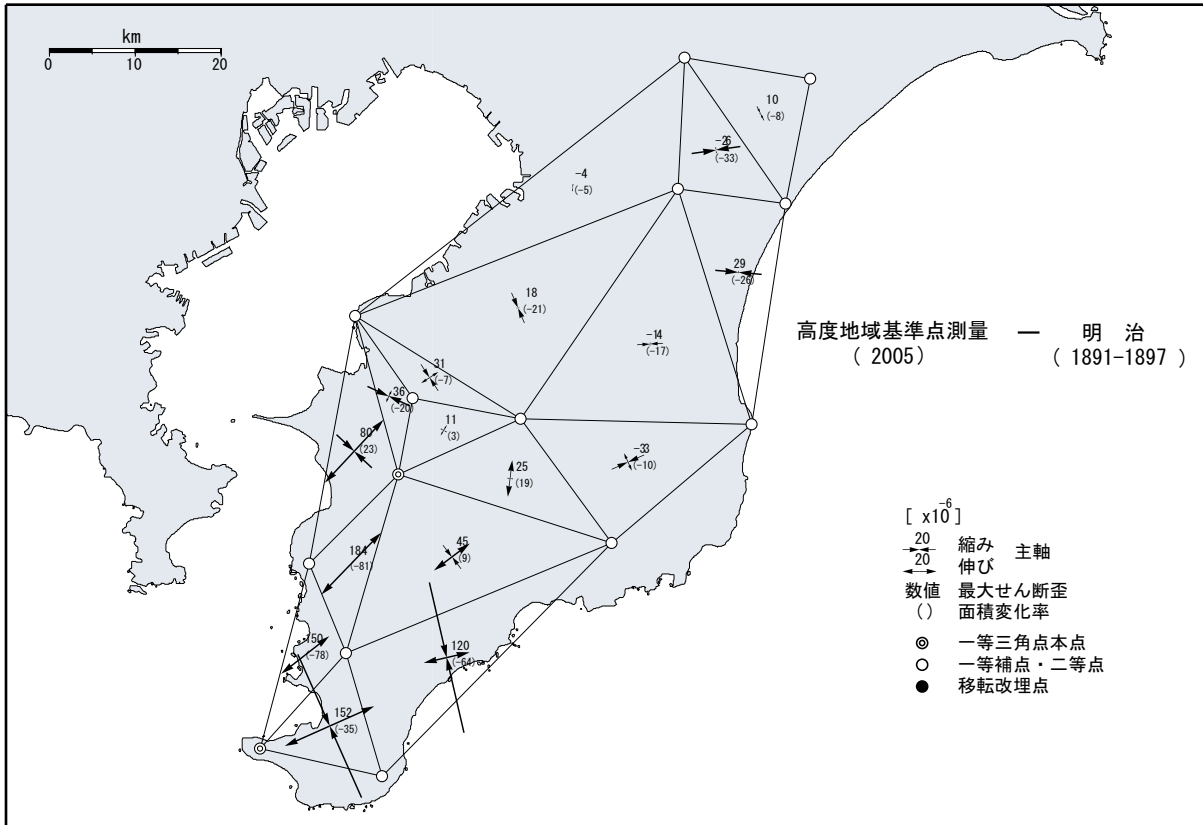 km
0 10 20
10
(-8)
-26
(-33)
-4
(-5)
29
(-26)
18
(-21)
-14
(-17)
高度地域基準点測量 — 明 治
( 2005) ( 1891-1897 )
31
(-7)
36
(-20)
11
(3)
80
(23)
25
(19)
-33
(-10)
45
(9)
184
(-81)
150
(-78)
120
(-64)
152
(-35)
[ x10-6 ]
20 縮み 主軸
20 伸び
数値 最大せん断歪
() 面積変化率
◎ 一等三角点本点
○ 一等補点・二等点
● 移転改埋点